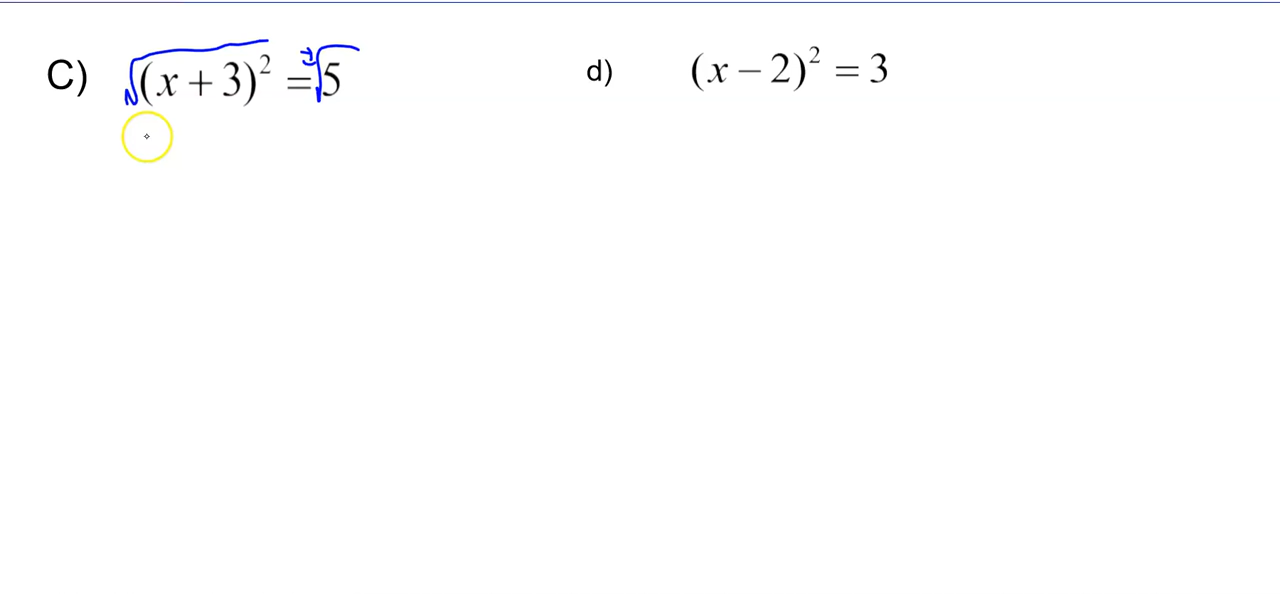 C) √(x + 3)² = ±√5
d) (x − 2)² = 3